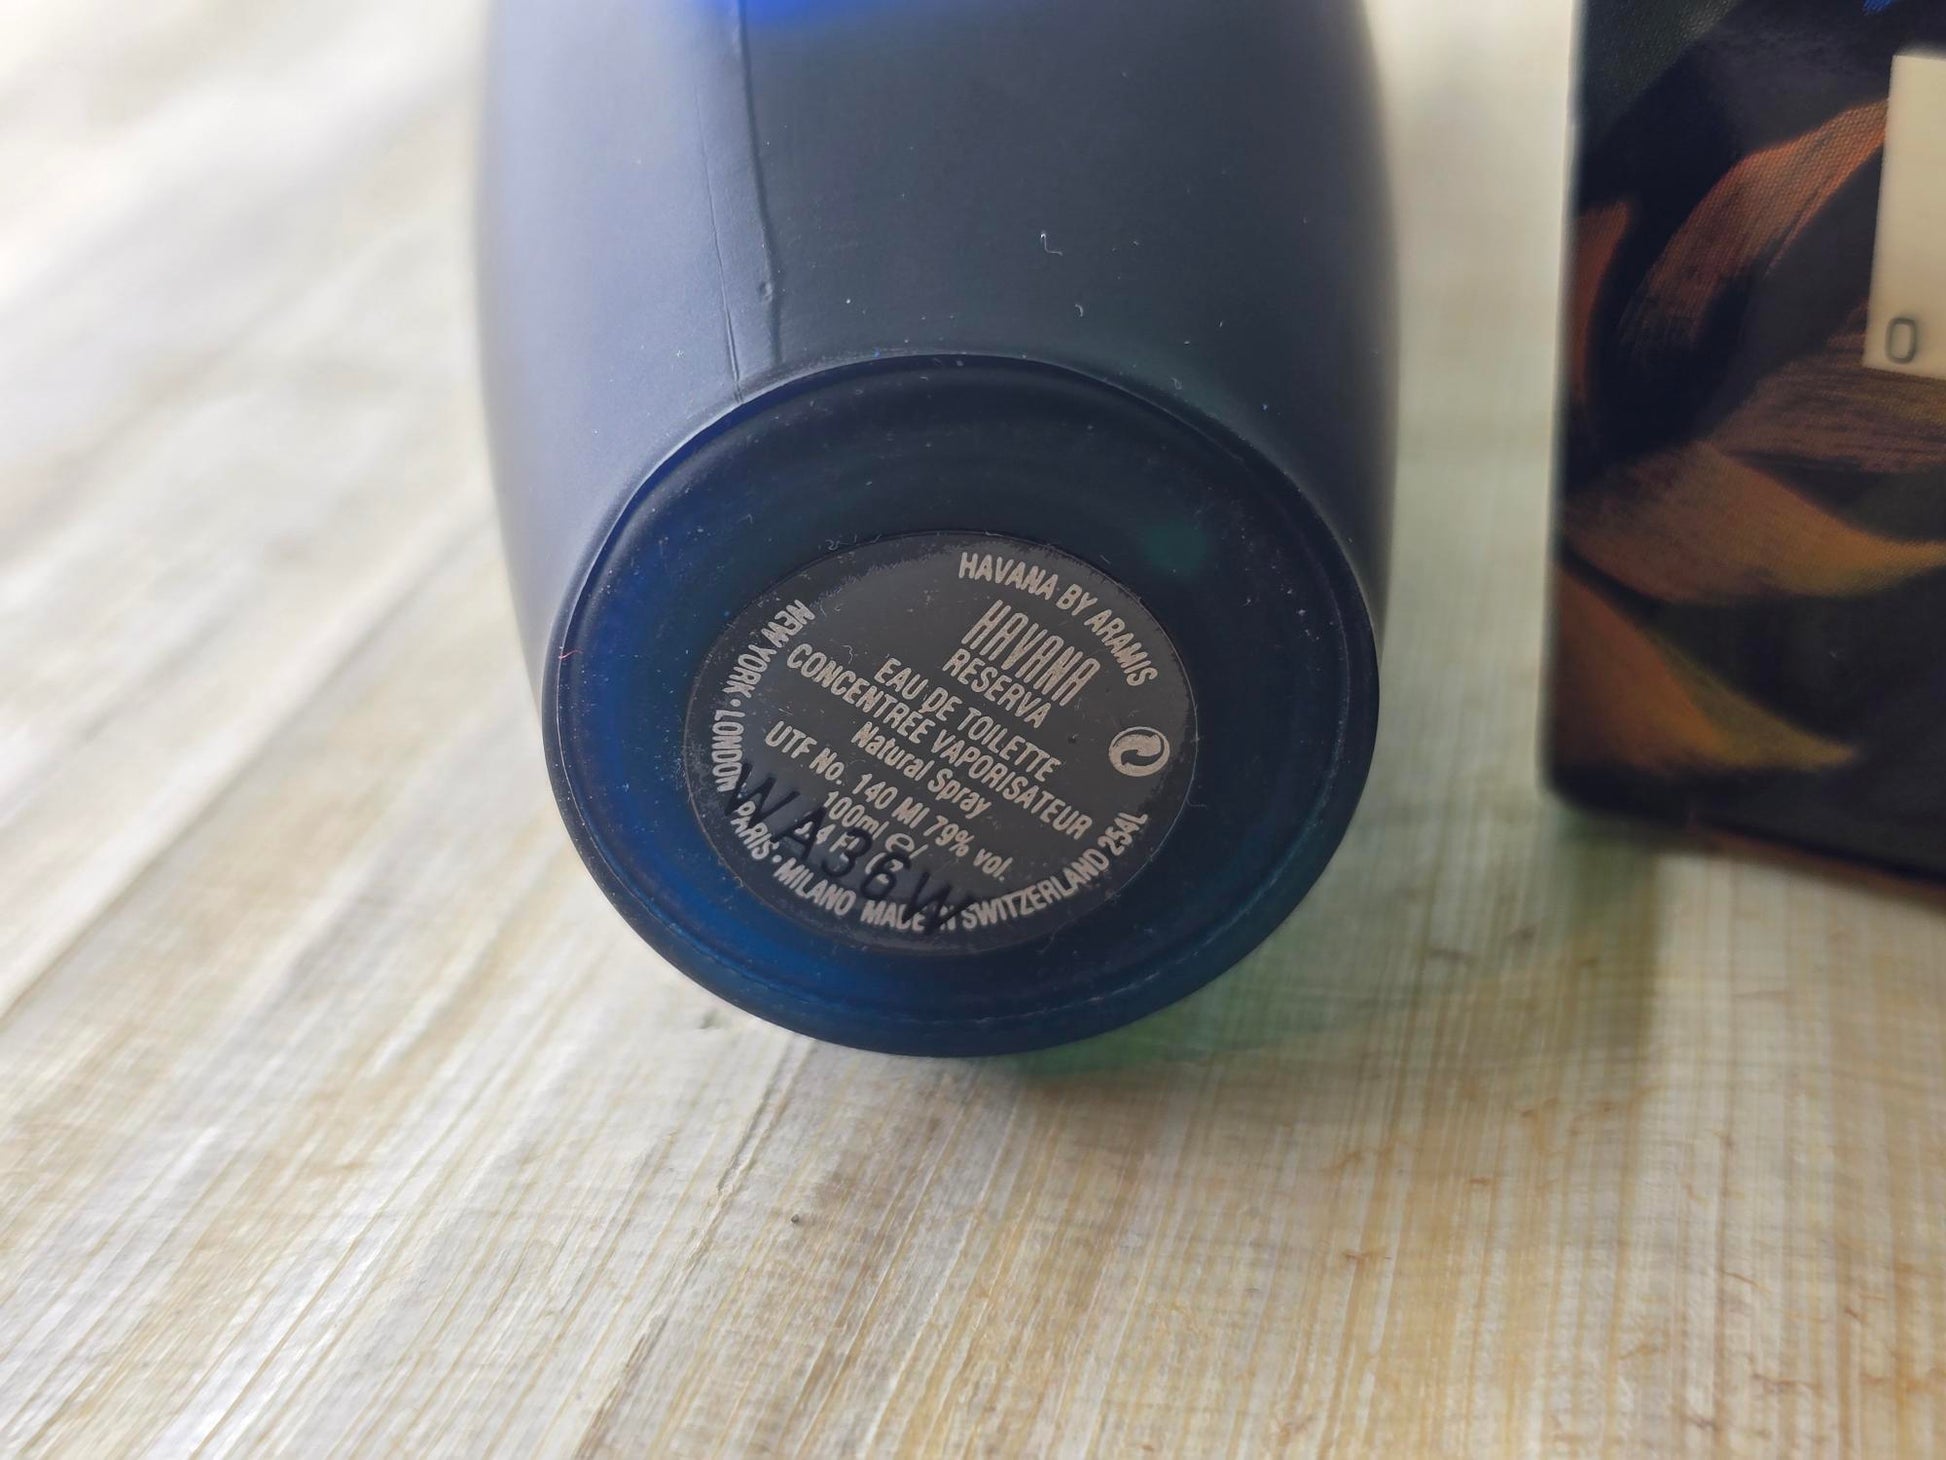 HAVANA BY ARAMIS
HAVANA
RESERVA
EAU DE TOILETTE
CONCENTRÉE VAPORISATEUR
Natural Spray
UTF No. 140 MI 79% vol.
100ml e
NEW YORK • LONDON
PARIS • MILANO MADE IN SWITZERLAND 254L
WA36W
0